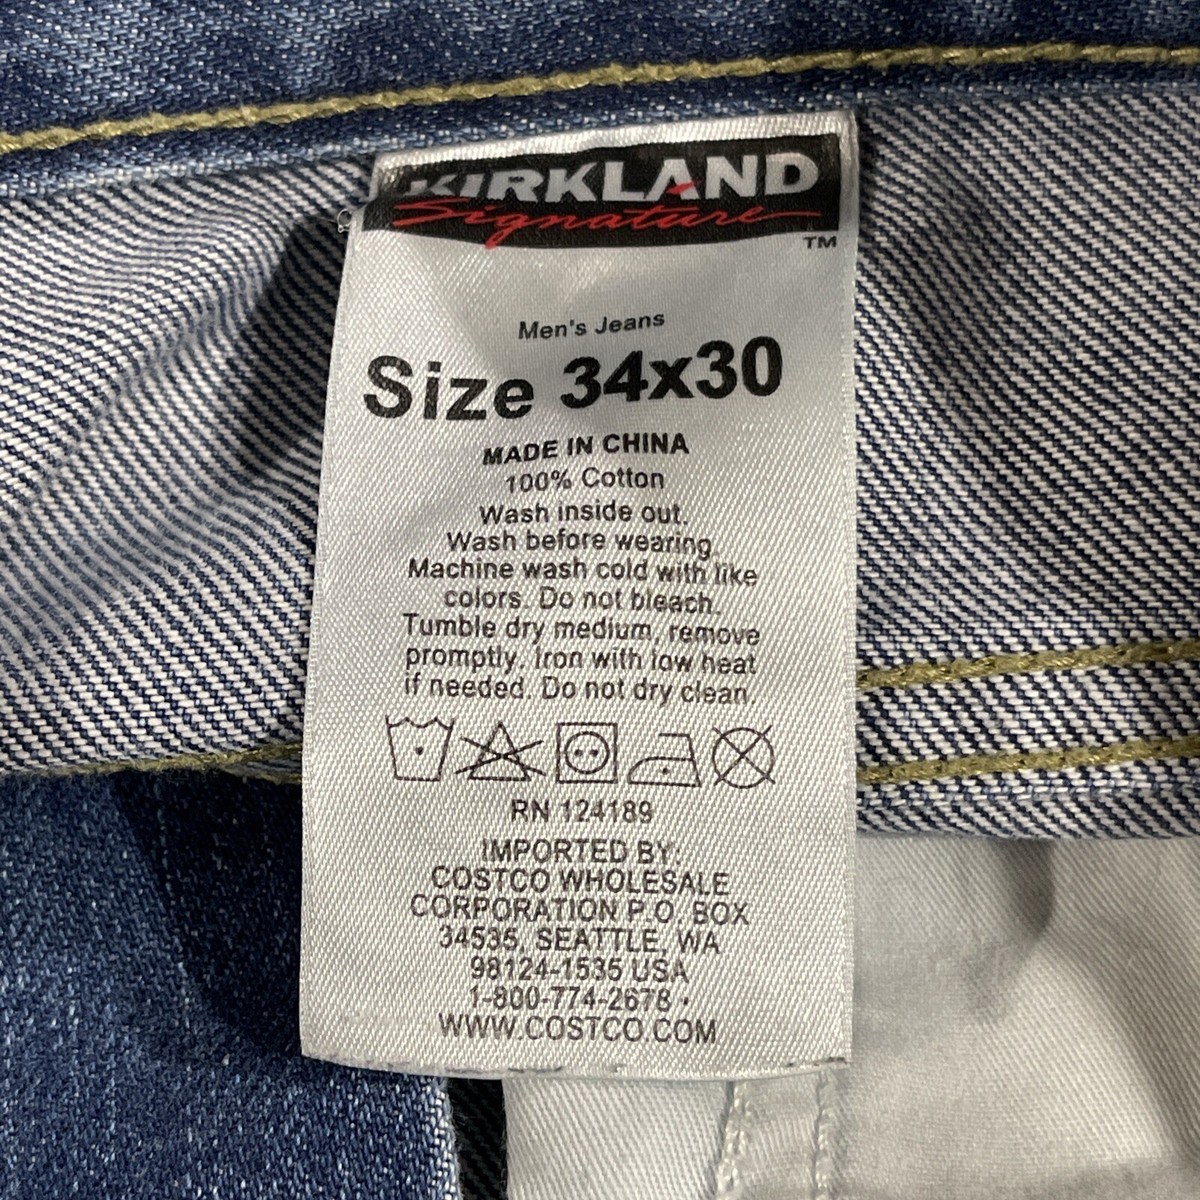 KIRKLAND
Signature
TM
Men's Jeans
Size 34x30
MADE IN CHINA
100% Cotton
Wash inside out.
Wash before wearing.
Machine wash cold with like
colors. Do not bleach.
Tumble dry medium, remove
promptly. Iron with low heat
if needed. Do not dry clean.
RN 124189
IMPORTED BY:
COSTCO WHOLESALE
CORPORATION P.O. BOX
34535, SEATTLE, WA
98124-1535 USA
1-800-774-2678 •
WWW.COSTCO.COM